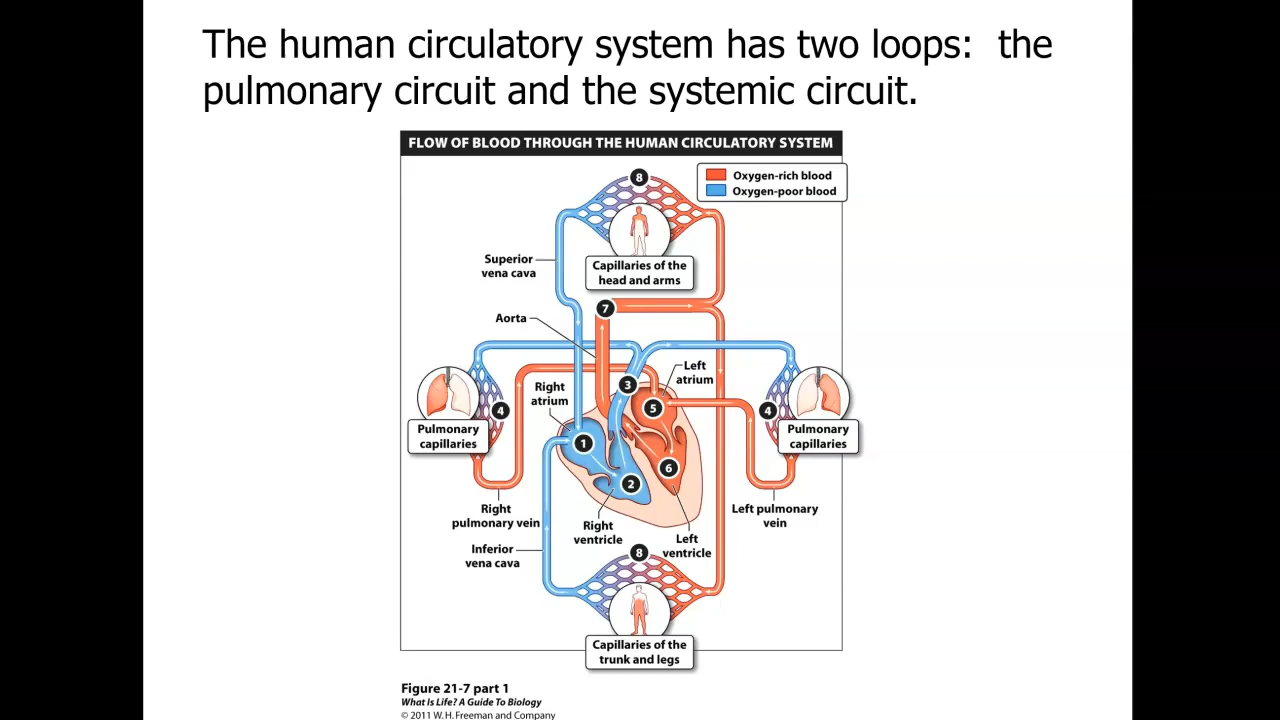 The human circulatory system has two loops:  the
pulmonary circuit and the systemic circuit.
FLOW OF BLOOD THROUGH THE HUMAN CIRCULATORY SYSTEM
Oxygen-rich blood
Oxygen-poor blood
8
Superior
vena cava
Capillaries of the
head and arms
7
Aorta
Left
atrium
3
Right
atrium
5
4
4
Pulmonary
capillaries
Pulmonary
capillaries
1
6
2
Right
pulmonary vein
Left pulmonary
vein
Right
ventricle
Left
ventricle
Inferior
vena cava
8
Capillaries of the
trunk and legs
Figure 21-7 part 1
What Is Life? A Guide To Biology
© 2011 W. H. Freeman and Company